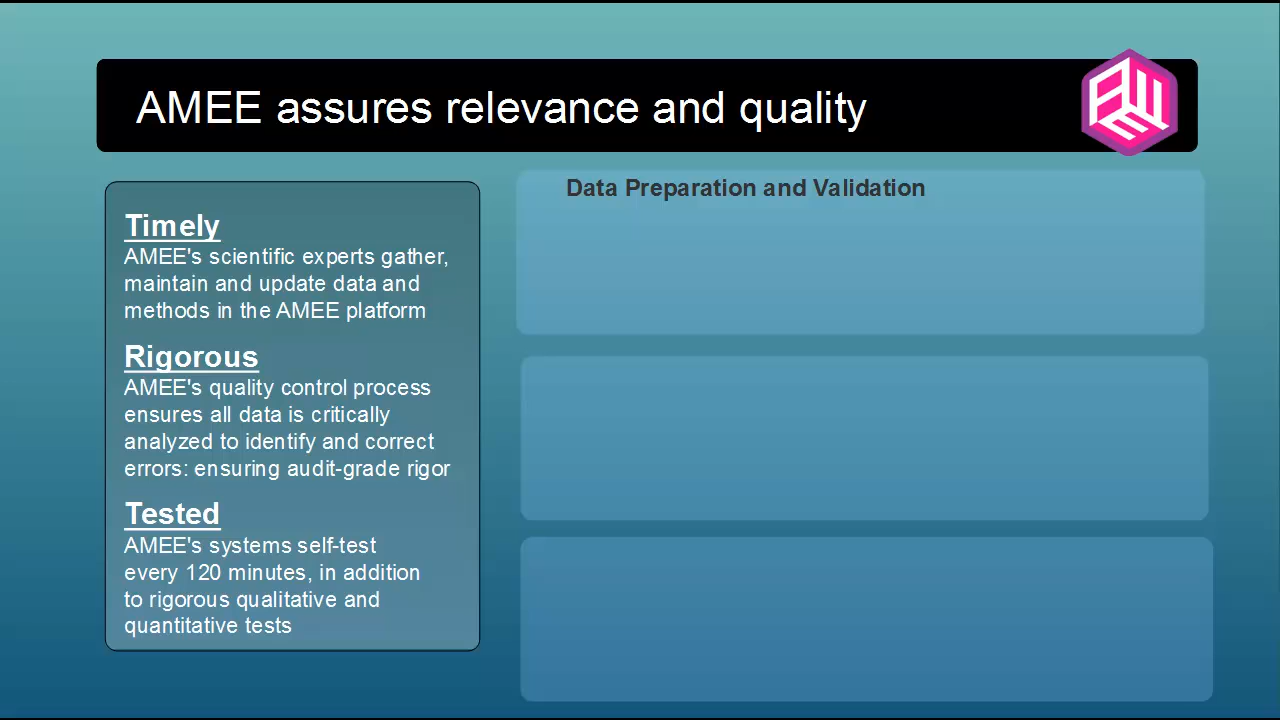 AMEE assures relevance and quality
Timely
AMEE's scientific experts gather,
maintain and update data and
methods in the AMEE platform
Rigorous
AMEE's quality control process
ensures all data is critically
analyzed to identify and correct
errors: ensuring audit-grade rigor
Tested
AMEE's systems self-test
every 120 minutes, in addition
to rigorous qualitative and
quantitative tests
Data Preparation and Validation